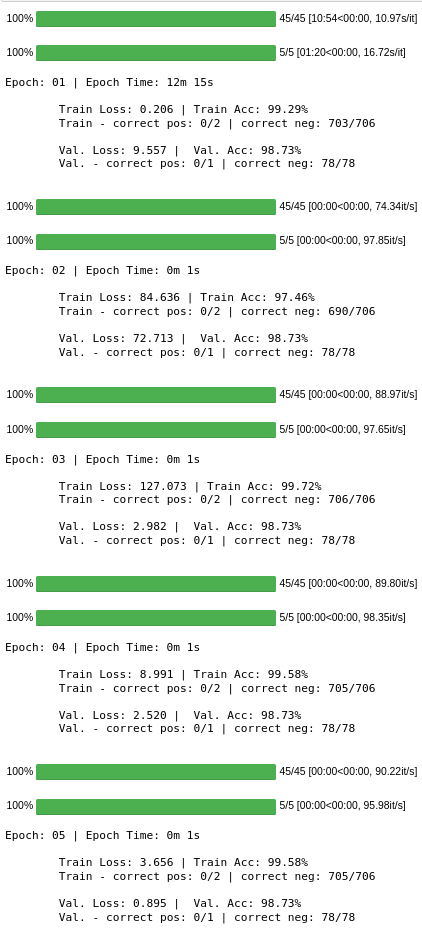 100% 45/45 [10:54<00:00, 10.97s/it]
100% 5/5 [01:20<00:00, 16.72s/it]
Epoch: 01 | Epoch Time: 12m 15s
Train Loss: 0.206 | Train Acc: 99.29%
Train - correct pos: 0/2 | correct neg: 703/706
Val. Loss: 9.557 |  Val. Acc: 98.73%
Val. - correct pos: 0/1 | correct neg: 78/78
100% 45/45 [00:00<00:00, 74.34it/s]
100% 5/5 [00:00<00:00, 97.85it/s]
Epoch: 02 | Epoch Time: 0m 1s
Train Loss: 84.636 | Train Acc: 97.46%
Train - correct pos: 0/2 | correct neg: 690/706
Val. Loss: 72.713 |  Val. Acc: 98.73%
Val. - correct pos: 0/1 | correct neg: 78/78
100% 45/45 [00:00<00:00, 88.97it/s]
100% 5/5 [00:00<00:00, 97.65it/s]
Epoch: 03 | Epoch Time: 0m 1s
Train Loss: 127.073 | Train Acc: 99.72%
Train - correct pos: 0/2 | correct neg: 706/706
Val. Loss: 2.982 |  Val. Acc: 98.73%
Val. - correct pos: 0/1 | correct neg: 78/78
100% 45/45 [00:00<00:00, 89.80it/s]
100% 5/5 [00:00<00:00, 98.35it/s]
Epoch: 04 | Epoch Time: 0m 1s
Train Loss: 8.991 | Train Acc: 99.58%
Train - correct pos: 0/2 | correct neg: 705/706
Val. Loss: 2.520 |  Val. Acc: 98.73%
Val. - correct pos: 0/1 | correct neg: 78/78
100% 45/45 [00:00<00:00, 90.22it/s]
100% 5/5 [00:00<00:00, 95.98it/s]
Epoch: 05 | Epoch Time: 0m 1s
Train Loss: 3.656 | Train Acc: 99.58%
Train - correct pos: 0/2 | correct neg: 705/706
Val. Loss: 0.895 |  Val. Acc: 98.73%
Val. - correct pos: 0/1 | correct neg: 78/78